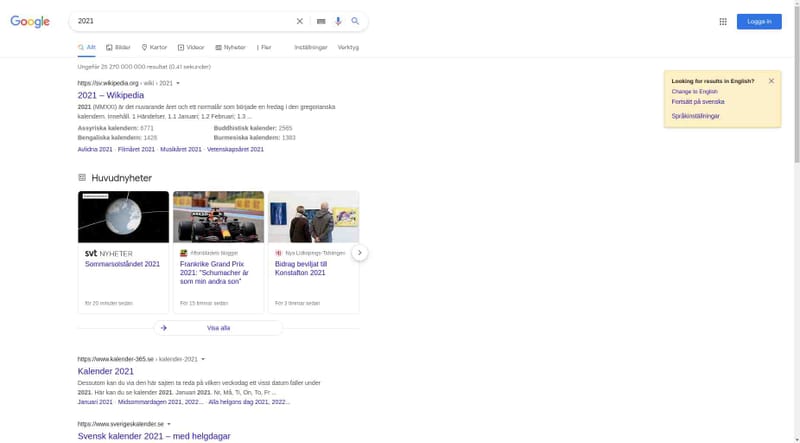 Google
2021
Logga in
Allt
Bilder
Kartor
Videor
Nyheter
Fler
Inställningar
Verktyg
Ungefär 25 270 000 000 resultat (0,41 sekunder)
Looking for results in English?
Change to English
Fortsätt på svenska
Språkinställningar
https://sv.wikipedia.org › wiki › 2021
2021 – Wikipedia
2021 (MMXXI) är det nuvarande året och ett normalår som började en fredag i den gregorianska
kalendern. Innehåll. 1 Händelser. 1.1 Januari; 1.2 Februari; 1.3 ...
Assyriska kalendern: 6771
Buddhistisk kalender: 2565
Bengaliska kalendern: 1428
Burmesiska kalendern: 1383
Avlidna 2021 · Filmåret 2021 · Musikåret 2021 · Vetenskapsåret 2021
Huvudnyheter
svt NYHETER
Sommarsolståndet 2021
för 20 minuter sedan
Aftonbladets bloggar
Frankrike Grand Prix
2021: "Schumacher är
som min andra son"
För 15 timmar sedan
Nya Lidköpings-Tidningen
Bidrag beviljat till
Konstafton 2021
För 3 timmar sedan
Visa alla
https://www.kalender-365.se › kalender-2021
Kalender 2021
Dessutom kan du via den här sajten ta reda på vilken veckodag ett visst datum faller under
2021. Här kan du se kalender 2021. Januari 2021. Nr, Må, Ti, On, To, Fr ...
Januari 2021 · Midsommardagen 2021, 2022... · Alla helgons dag 2021, 2022...
https://www.sverigeskalender.se
Svensk kalender 2021 – med helgdagar